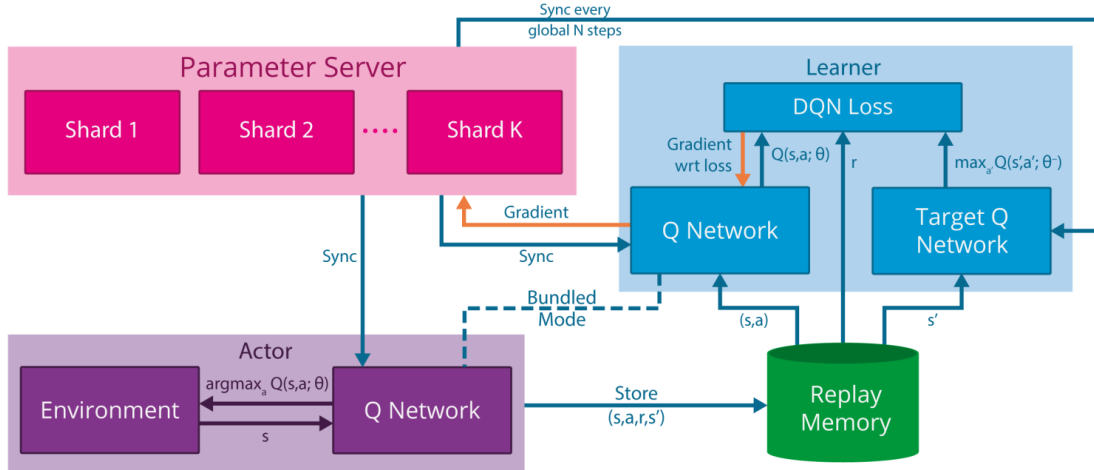 Sync every
global N steps
Parameter Server
Shard 1
Shard 2
....
Shard K
Learner
DQN Loss
Gradient
wrt loss
Q(s,a; θ)
r
maxₐ' Q(s',a'; θ⁻)
Gradient
Q Network
Target Q
Network
Sync
Sync
Bundled
Mode
(s,a)
s'
Actor
Environment
argmaxₐ Q(s,a; θ)
s
Q Network
Store
(s,a,r,s')
Replay
Memory